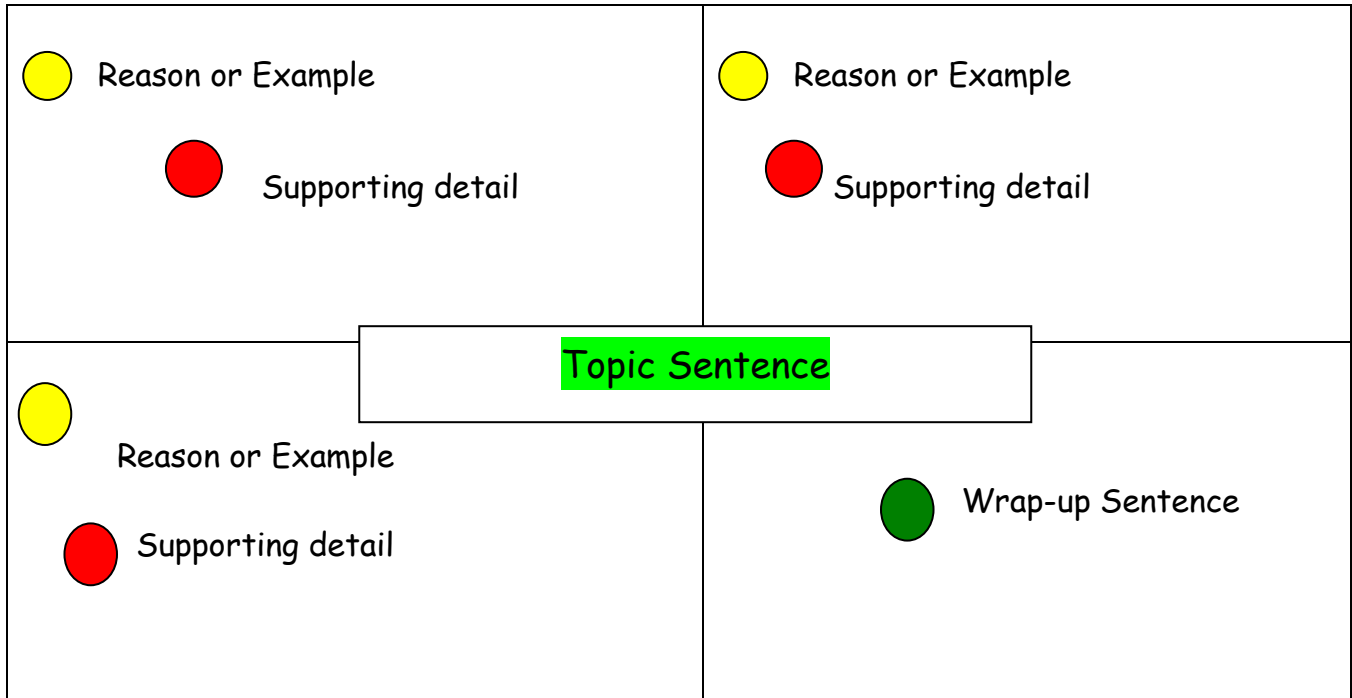 Reason or Example
Supporting detail
Reason or Example
Supporting detail
Topic Sentence
Reason or Example
Supporting detail
Wrap-up Sentence